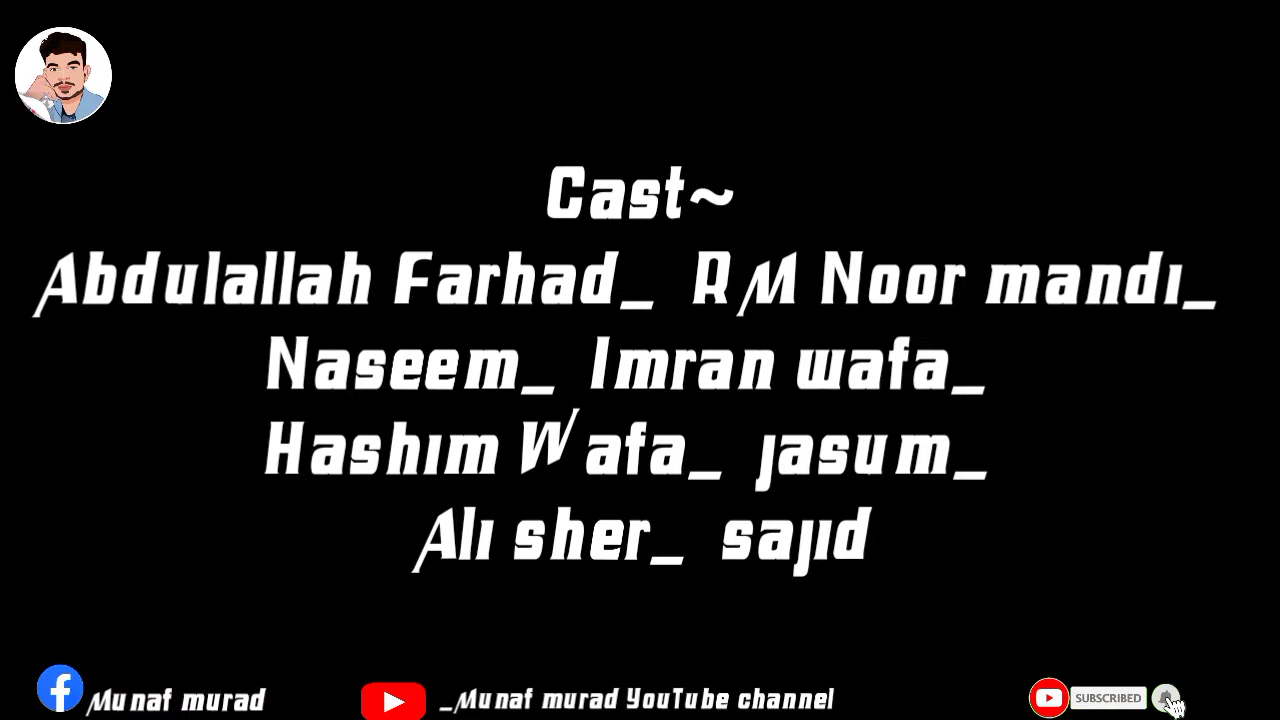 Cast~
Abdulallah Farhad_ RM Noor mandi_
Naseem_ Imran wafa_
Hashim Wafa_ jasum_
Ali sher_ sajid
Munaf murad
_Munaf murad YouTube channel
SUBSCRIBED